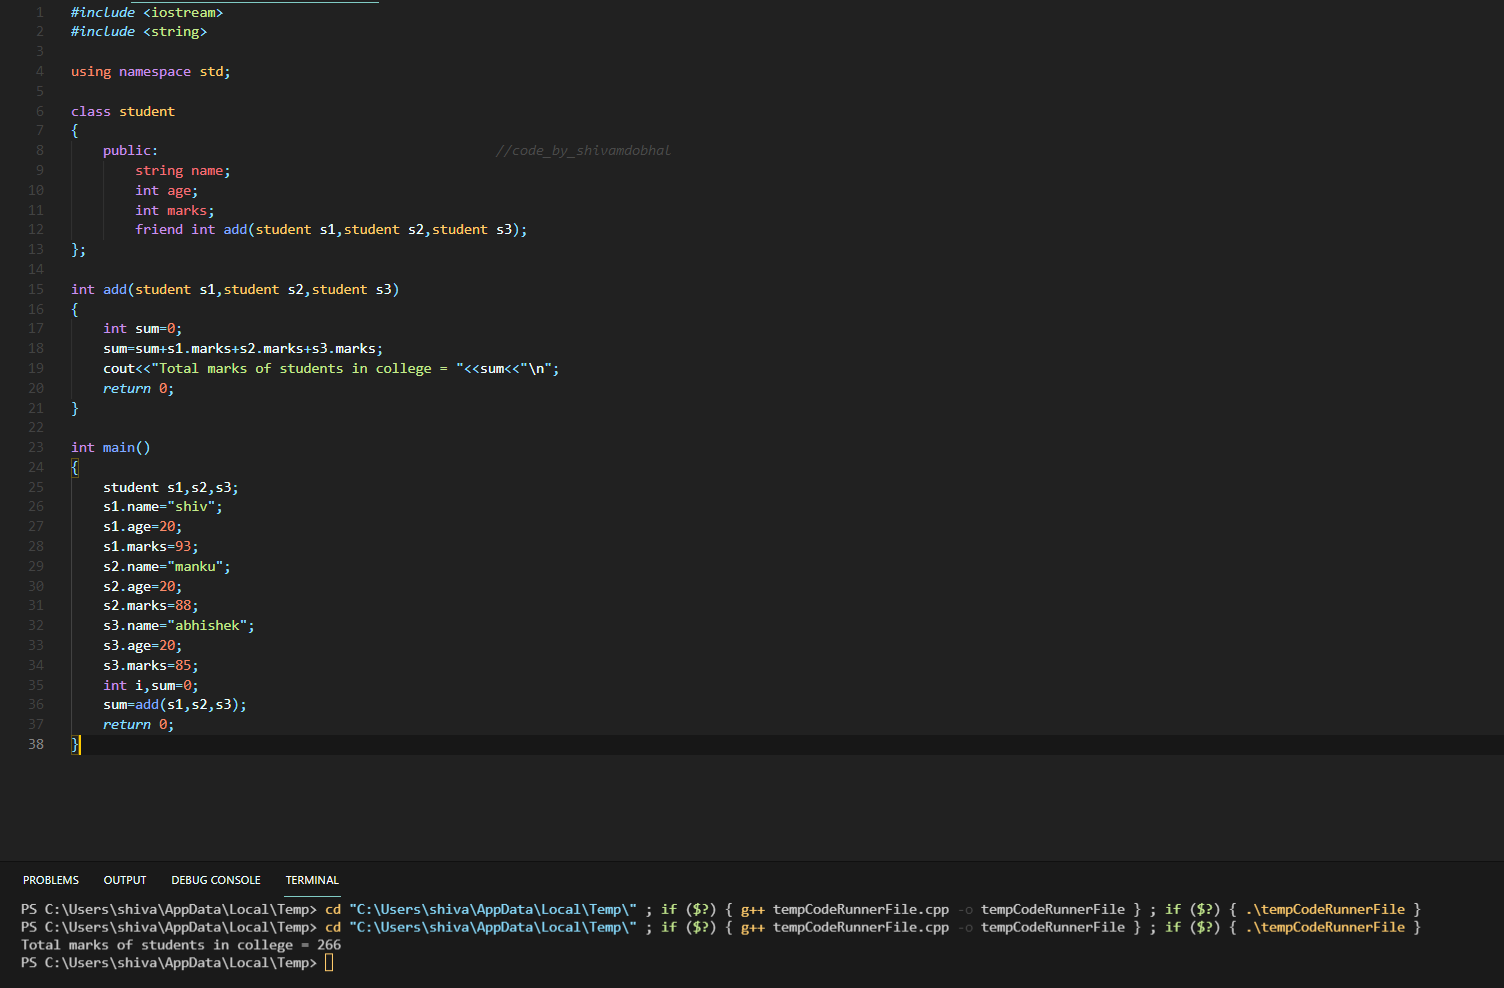 1 #include <iostream>
2 #include <string>
3
4 using namespace std;
5
6 class student
7 {
8     public:                                          //code_by_shivamdobhal
9         string name;
10         int age;
11         int marks;
12         friend int add(student s1,student s2,student s3);
13 };
14
15 int add(student s1,student s2,student s3)
16 {
17     int sum=0;
18     sum=sum+s1.marks+s2.marks+s3.marks;
19     cout<<"Total marks of students in college = "<<sum<<"\n";
20     return 0;
21 }
22
23 int main()
24 {
25     student s1,s2,s3;
26     s1.name="shiv";
27     s1.age=20;
28     s1.marks=93;
29     s2.name="manku";
30     s2.age=20;
31     s2.marks=88;
32     s3.name="abhishek";
33     s3.age=20;
34     s3.marks=85;
35     int i,sum=0;
36     sum=add(s1,s2,s3);
37     return 0;
38 }
PROBLEMS OUTPUT DEBUG CONSOLE TERMINAL
PS C:\Users\shiva\AppData\Local\Temp> cd "C:\Users\shiva\AppData\Local\Temp\" ; if ($?) { g++ tempCodeRunnerFile.cpp -o tempCodeRunnerFile } ; if ($?) { .\tempCodeRunnerFile }
PS C:\Users\shiva\AppData\Local\Temp> cd "C:\Users\shiva\AppData\Local\Temp\" ; if ($?) { g++ tempCodeRunnerFile.cpp -o tempCodeRunnerFile } ; if ($?) { .\tempCodeRunnerFile }
Total marks of students in college = 266
PS C:\Users\shiva\AppData\Local\Temp>